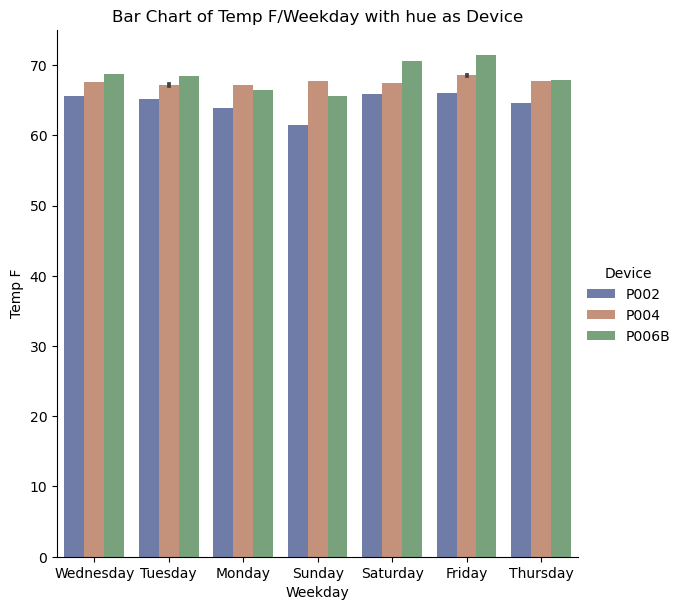 Bar Chart of Temp F/Weekday with hue as Device
70
60
50
40
30
20
10
0
Temp F
Wednesday Tuesday Monday Sunday Saturday Friday Thursday
Weekday
Device
P002
P004
P006B